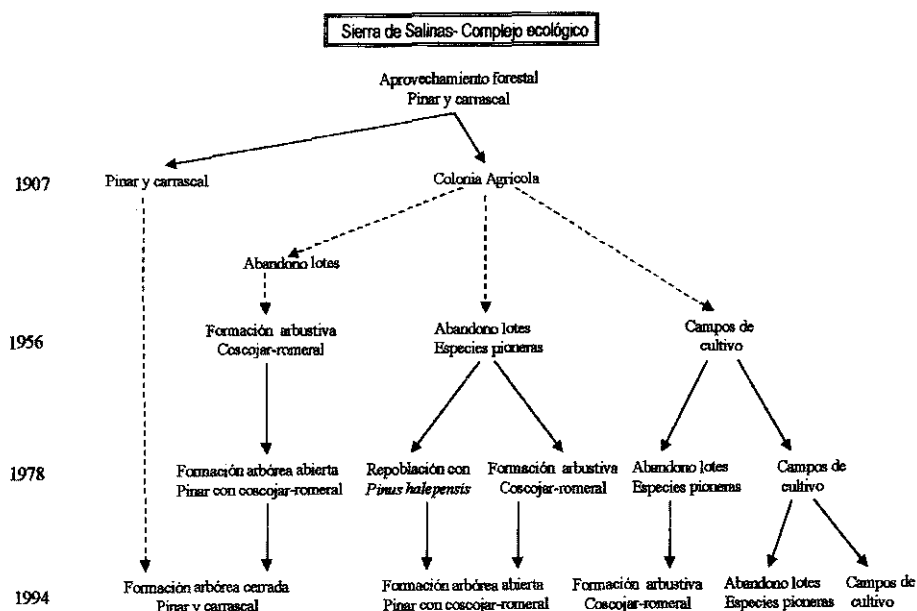 Sierra de Salinas- Complejo ecológico
Aprovechamiento forestal
Pinar y carrascal
1907
Pinar y carrascal
Colonia Agrícola
Abandono lotes
1956
Formación arbustiva
Coscojar-romeral
Abandono lotes
Especies pioneras
Campos de
cultivo
1978
Formación arbórea abierta
Pinar con coscojar-romeral
Repoblación con
Pinus halepensis
Formación arbustiva
Coscojar-romeral
Abandono lotes
Especies pioneras
Campos de
cultivo
1994
Formación arbórea cerrada
Pinar y carrascal
Formación arbórea abierta
Pinar con coscojar-romeral
Formación arbustiva
Coscojar-romeral
Abandono lotes
Especies pioneras
Campos de
cultivo